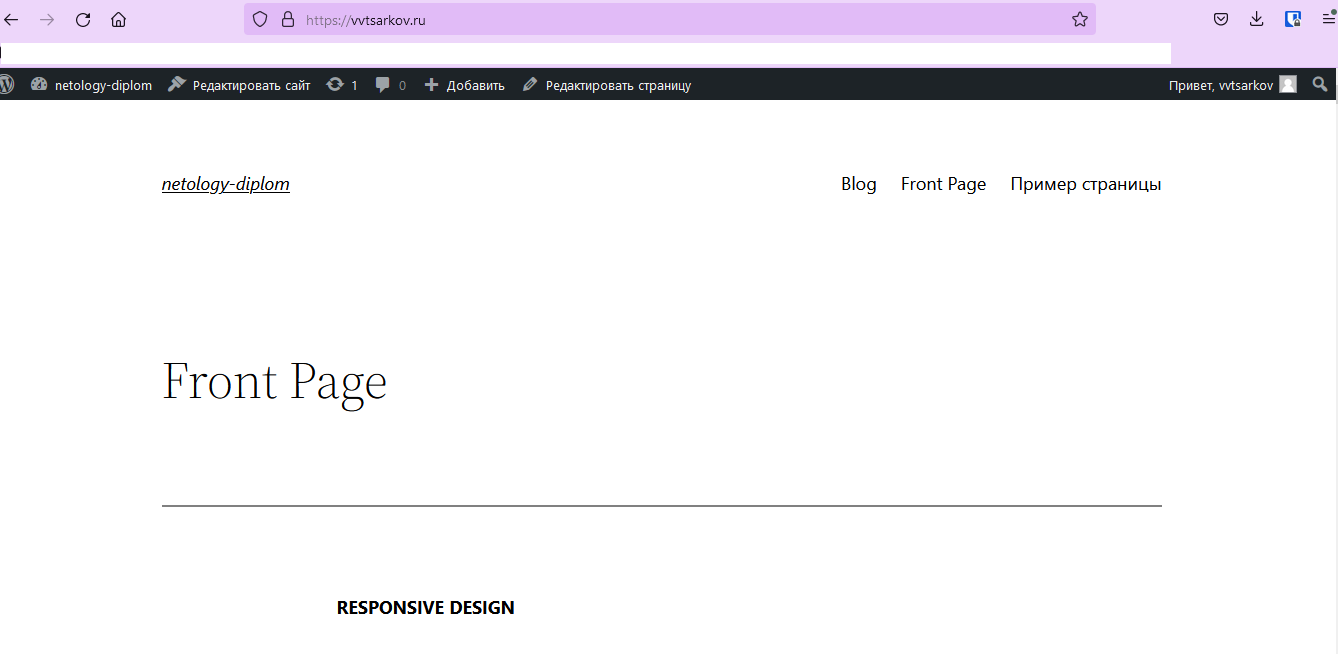 https://vvtsarkov.ru
netology-diplom Редактировать сайт 1 0 Добавить Редактировать страницу Привет, vvtsarkov
netology-diplom Blog Front Page Пример страницы
Front Page
RESPONSIVE DESIGN